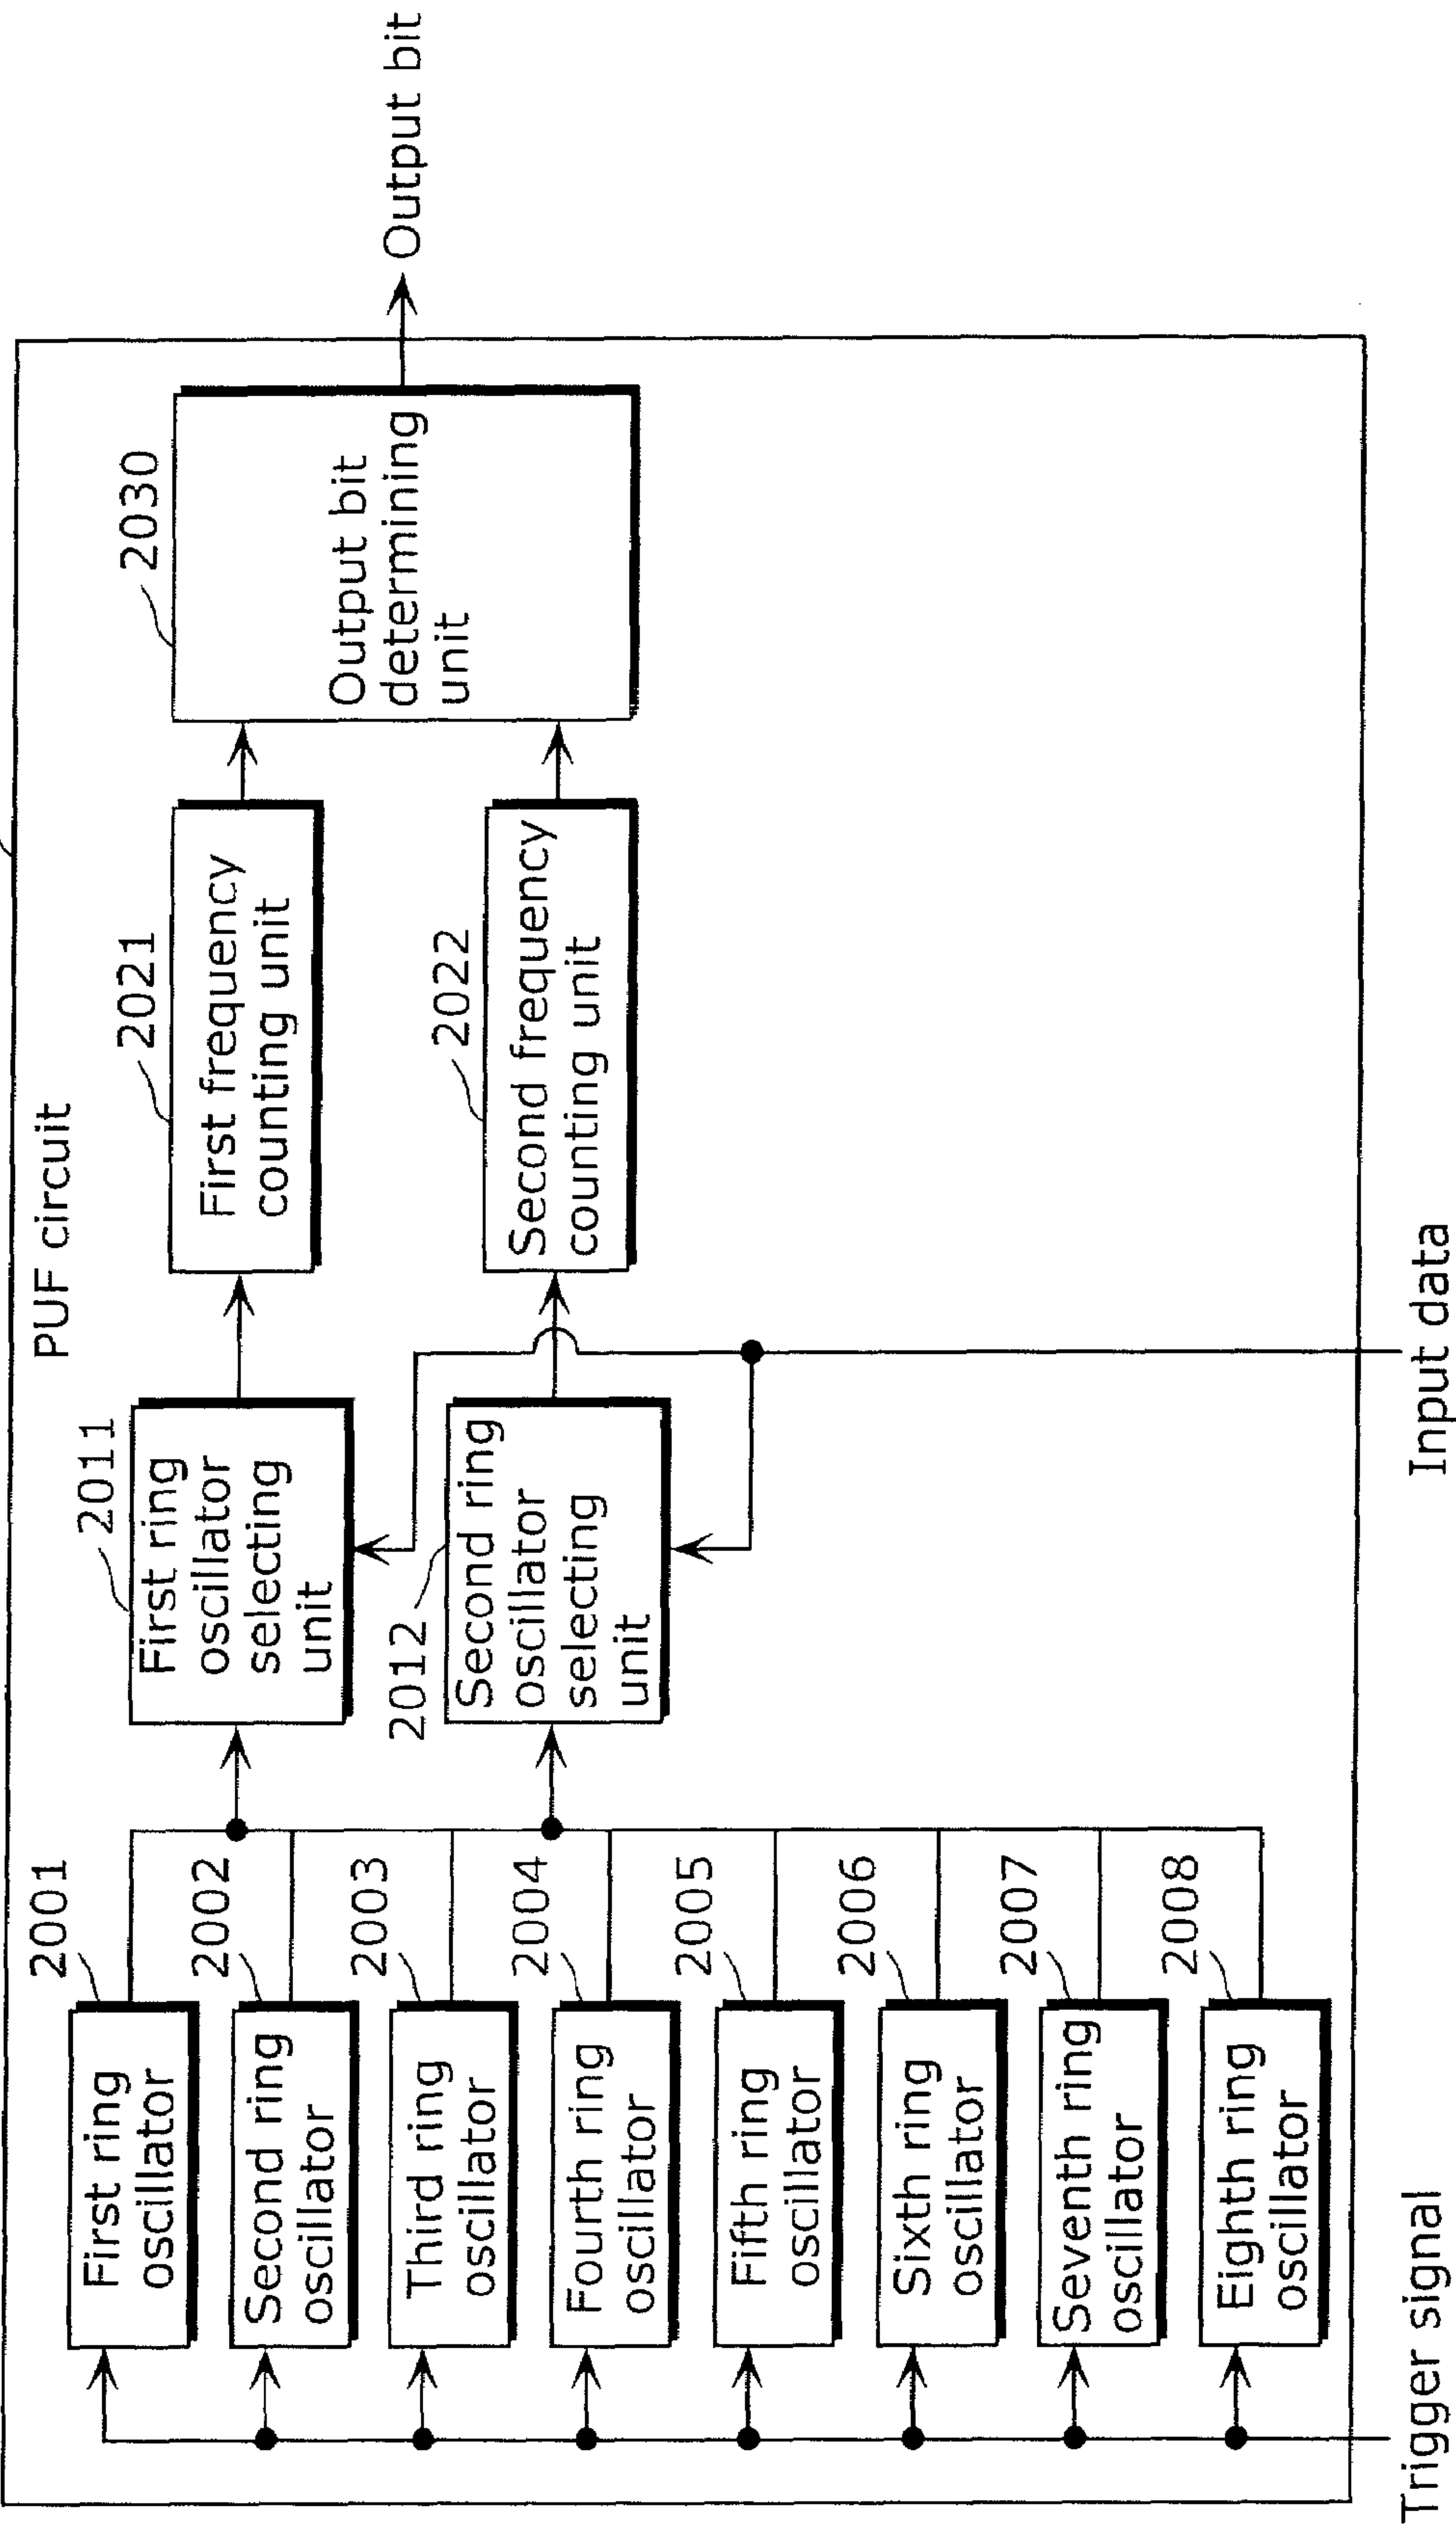 PUF circuit
2001
First ring
oscillator
2002
Second ring
oscillator
2003
Third ring
oscillator
2004
Fourth ring
oscillator
2005
Fifth ring
oscillator
2006
Sixth ring
oscillator
2007
Seventh ring
oscillator
2008
Eighth ring
oscillator
Trigger signal
2011
First ring
oscillator
selecting
unit
2012
Second ring
oscillator
selecting
unit
Input data
2021
First frequency
counting unit
2022
Second frequency
counting unit
2030
Output bit
determining
unit
Output bit